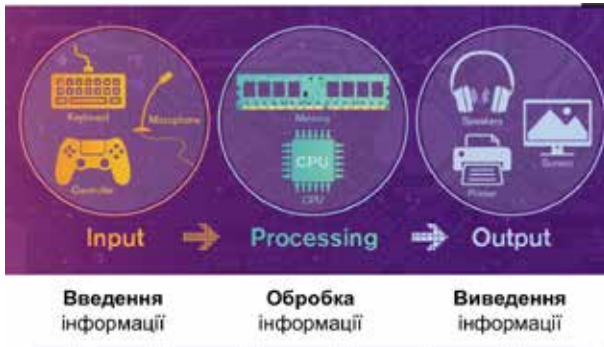 Keyboard
Microphone
Controller
Memory
CPU
CPU
Speakers
Screen
Printer
Input
Processing
Output
Введення
інформації
Обробка
інформації
Виведення
інформації